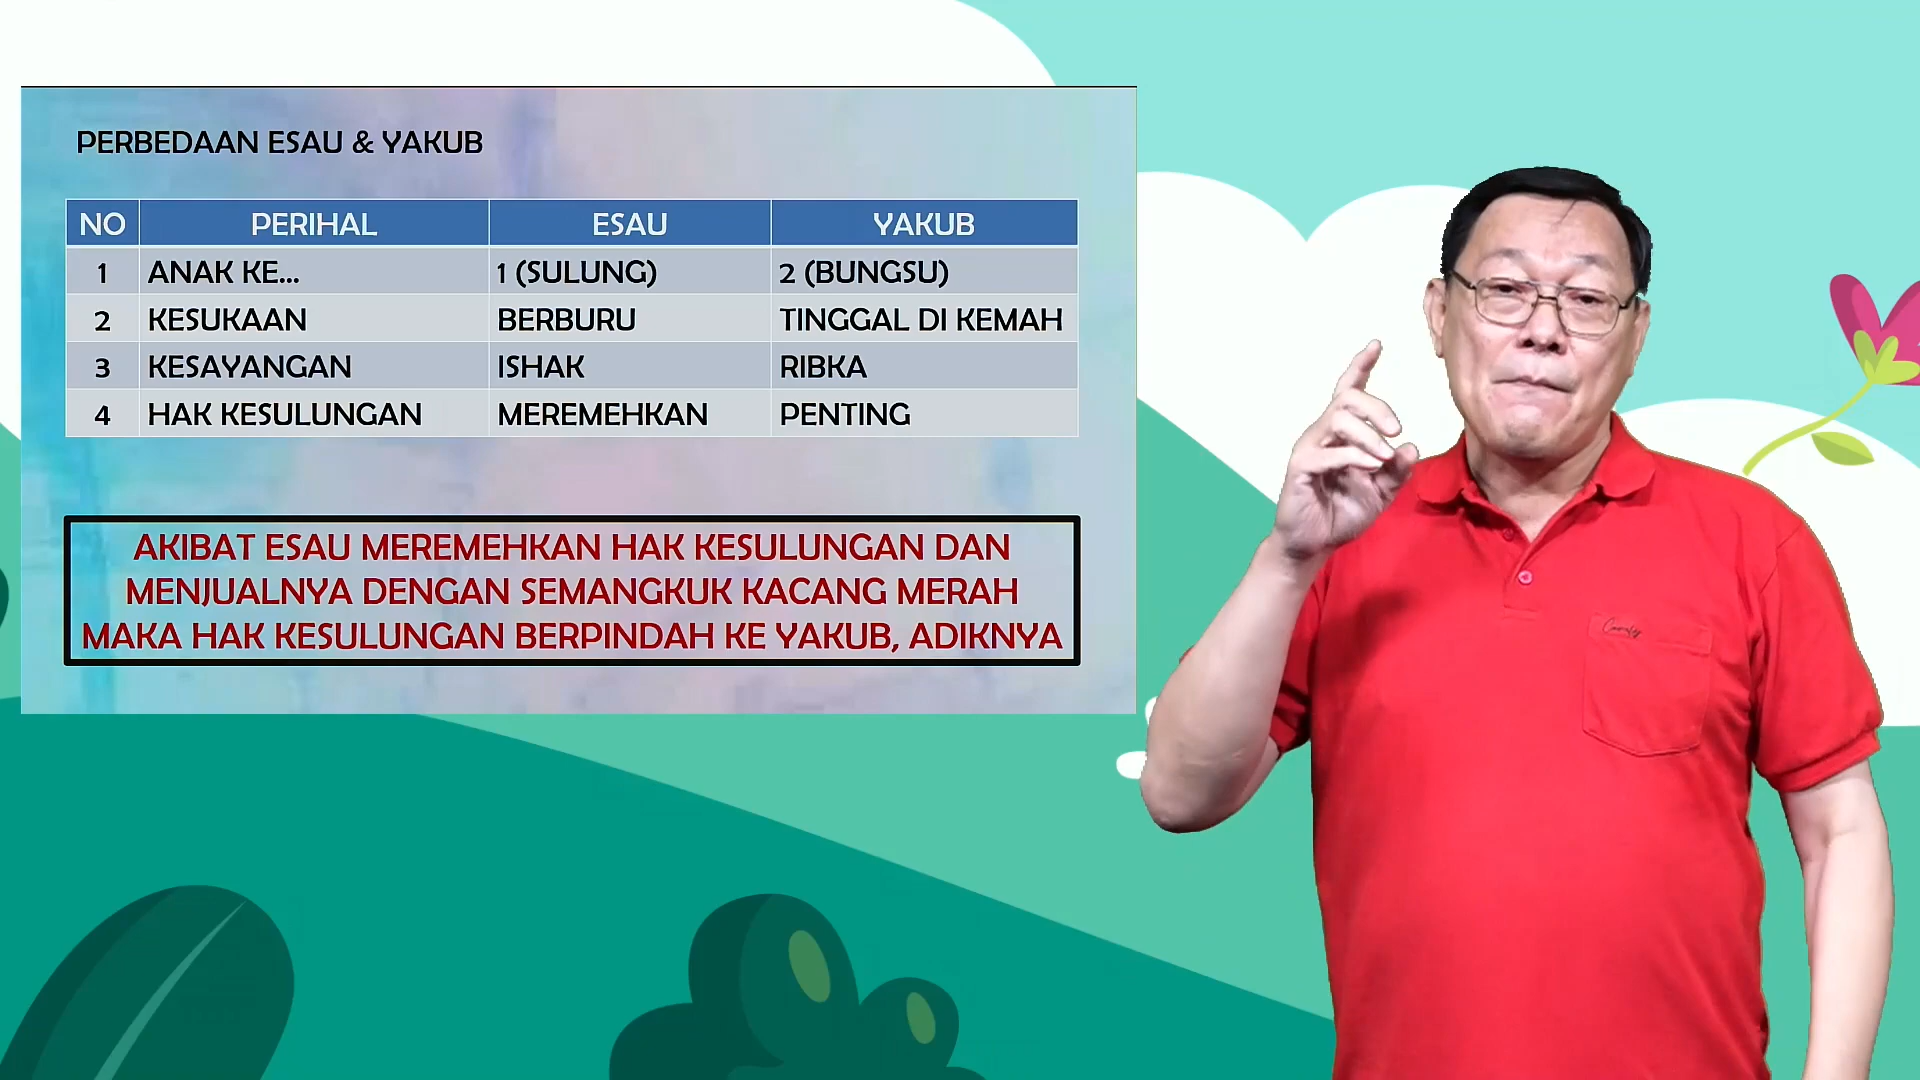 PERBEDAAN ESAU & YAKUB
NO PERIHAL ESAU YAKUB
1 ANAK KE... 1 (SULUNG) 2 (BUNGSU)
2 KESUKAAN BERBURU TINGGAL DI KEMAH
3 KESAYANGAN ISHAK RIBKA
4 HAK KESULUNGAN MEREMEHKAN PENTING
AKIBAT ESAU MEREMEHKAN HAK KESULUNGAN DAN
MENJUALNYA DENGAN SEMANGKUK KACANG MERAH
MAKA HAK KESULUNGAN BERPINDAH KE YAKUB, ADIKNYA